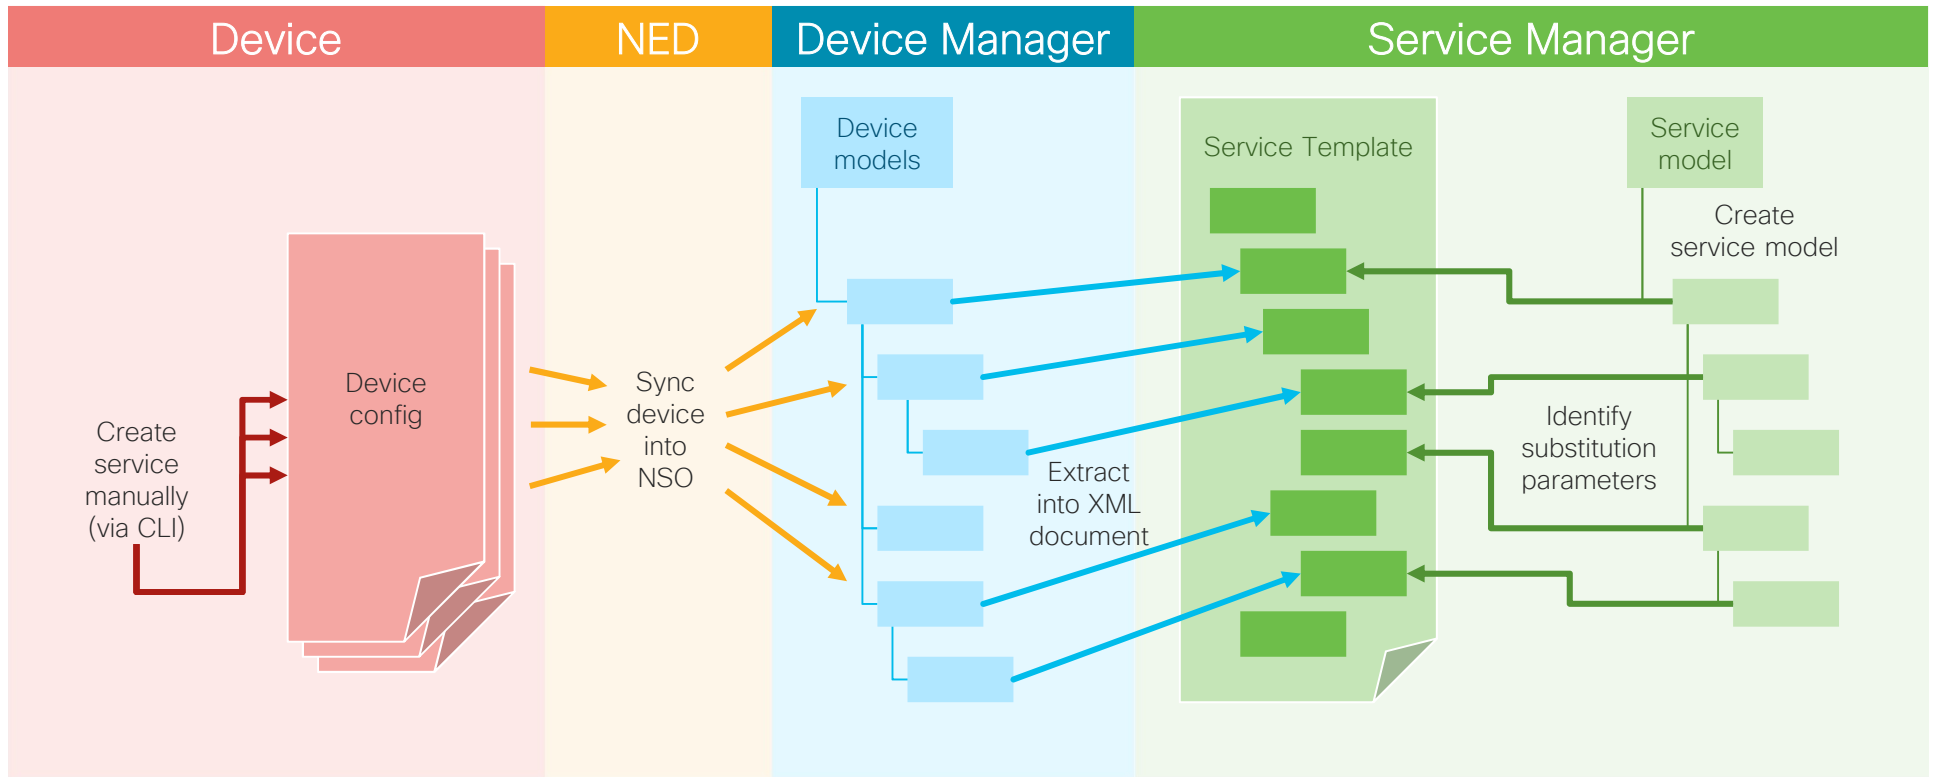 Device
NED
Device Manager
Service Manager
Create
service
manually
(via CLI)
Device
config
Sync
device
into
NSO
Device
models
Extract
into XML
document
Service Template
Service
model
Create
service model
Identify
substitution
parameters